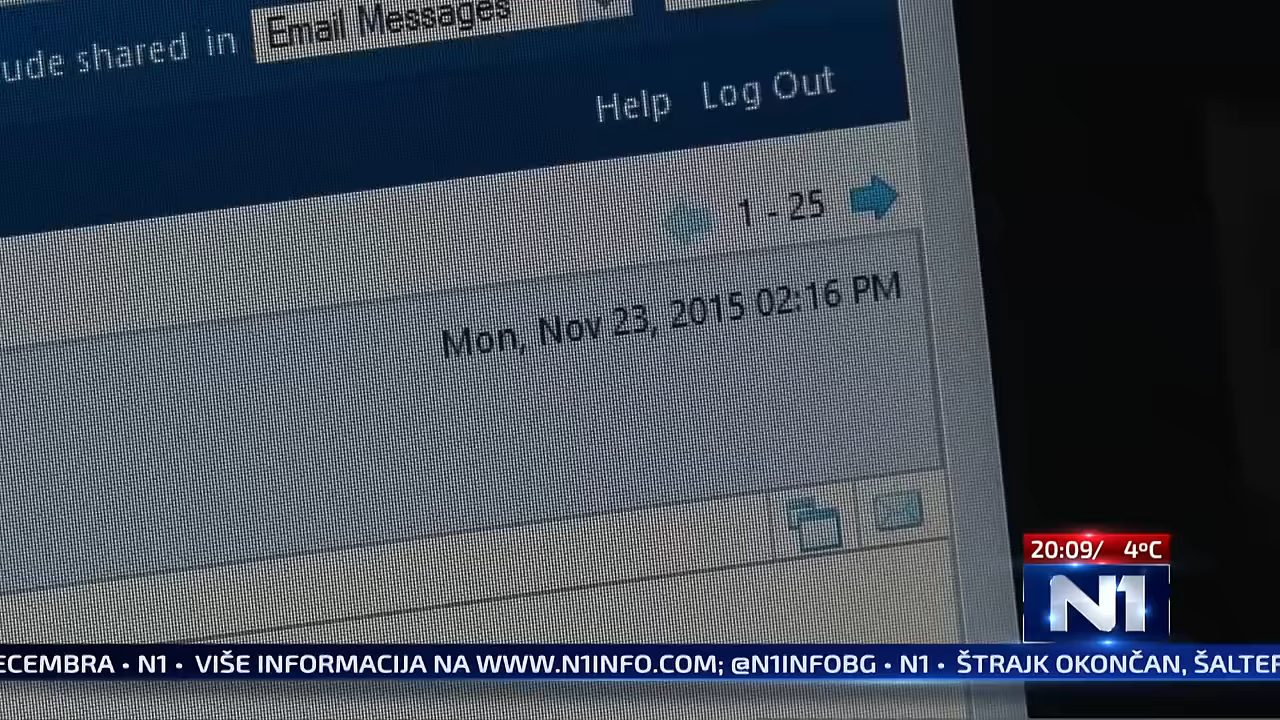 ude shared in Email Messages
Help Log Out
1 - 25
Mon, Nov 23, 2015 02:16 PM
20:09/ 4ºC
N1
ECEMBRA • N1 • VIŠE INFORMACIJA NA WWW.N1INFO.COM; @N1INFOBG • N1 • ŠTRAJK OKONČAN, ŠALTER